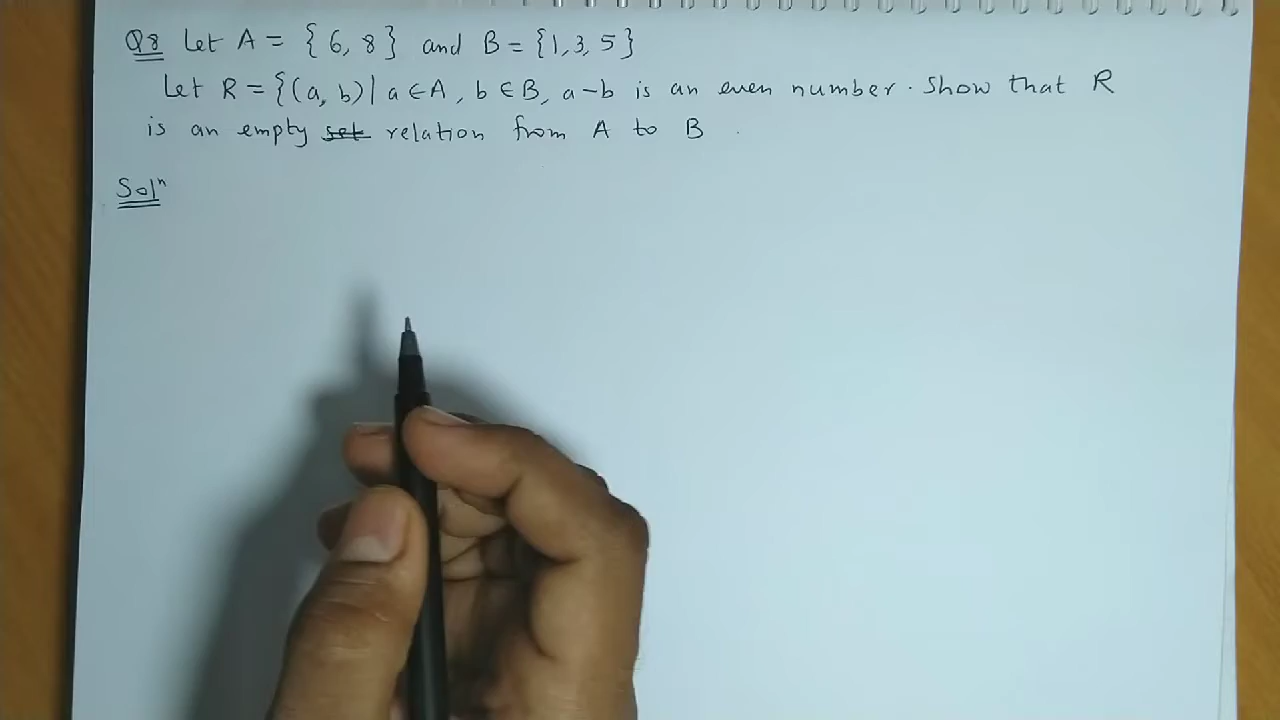 Q8 Let A = { 6, 8 } and B = {1, 3, 5 }
Let R = {(a, b) | a ∈ A, b ∈ B, a-b is an even number. Show that R
is an empty set relation from A to B .
Solⁿ